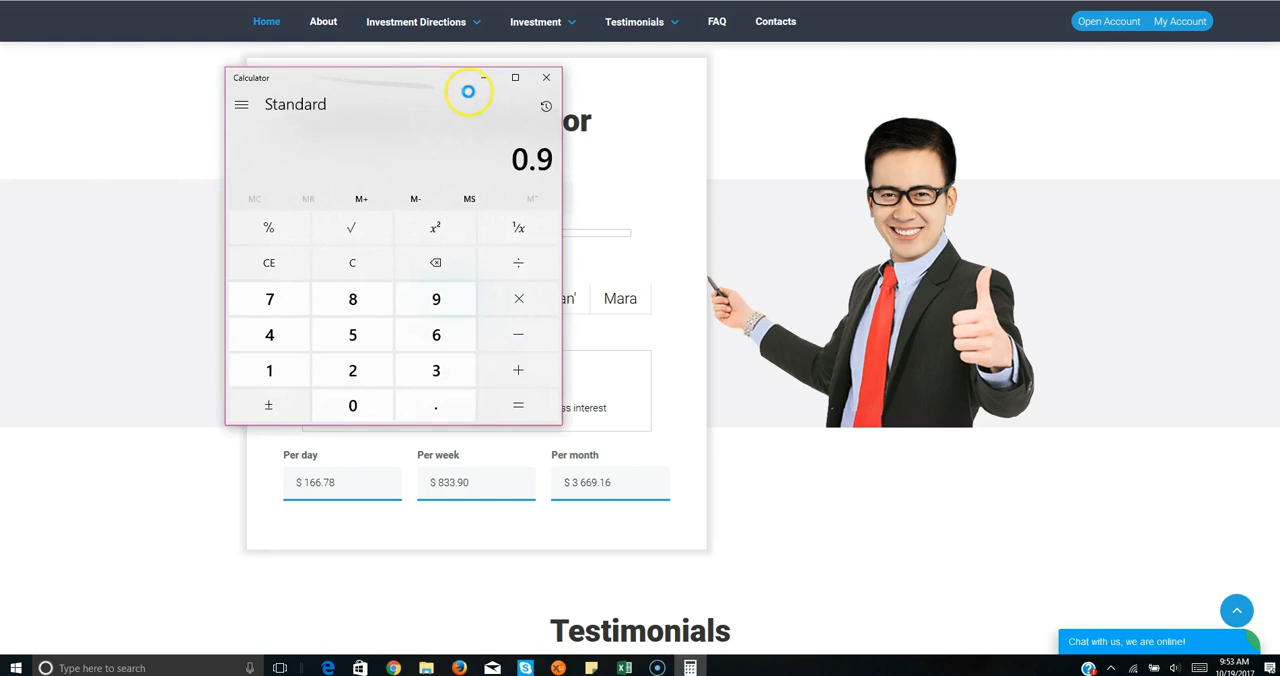 Home About Investment Directions Investment Testimonials FAQ Contacts Open Account My Account
Calculator
Standard
or
0.9
MC MR M+ M- MS M˅
% √ x² ¹/x
CE C ÷
7 8 9 ×
4 5 6 −
1 2 3 +
± 0 . =
an' Mara
ss interest
Per day Per week Per month
$ 166.78 $ 833.90 $ 3 669.16
Testimonials
Chat with us, we are online!
Type here to search
9:53 AM
10/19/2017